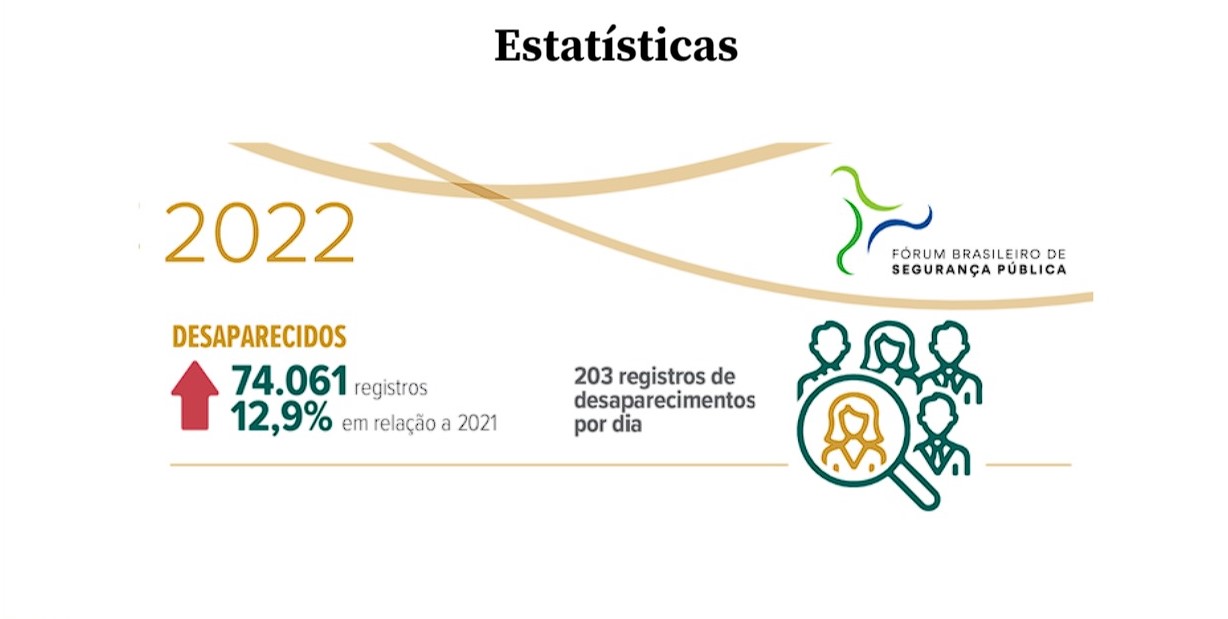 Estatísticas
2022
FÓRUM BRASILEIRO DE
SEGURANÇA PÚBLICA
DESAPARECIDOS
74.061 registros
12,9% em relação a 2021
203 registros de
desaparecimentos
por dia